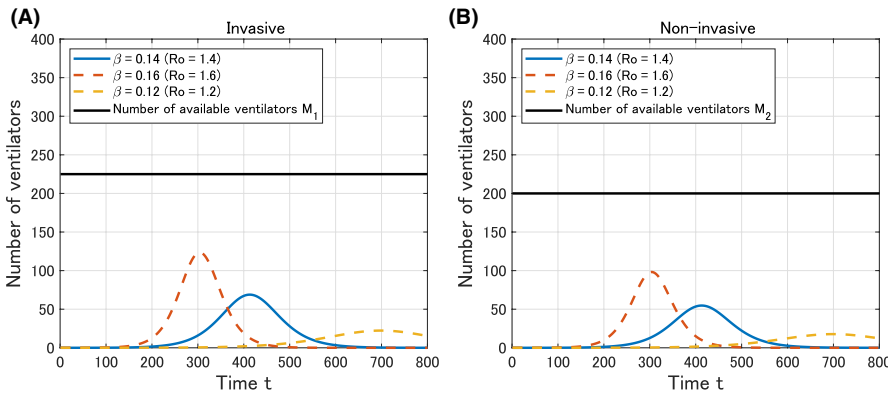 (A)
Invasive
400
350
300
250
200
150
100
50
0
Number of ventilators
β = 0.14 (Ro = 1.4)
β = 0.16 (Ro = 1.6)
β = 0.12 (Ro = 1.2)
Number of available ventilators M1
0 100 200 300 400 500 600 700 800
Time t
(B)
Non-invasive
400
350
300
250
200
150
100
50
0
Number of ventilators
β = 0.14 (Ro = 1.4)
β = 0.16 (Ro = 1.6)
β = 0.12 (Ro = 1.2)
Number of available ventilators M2
0 100 200 300 400 500 600 700 800
Time t